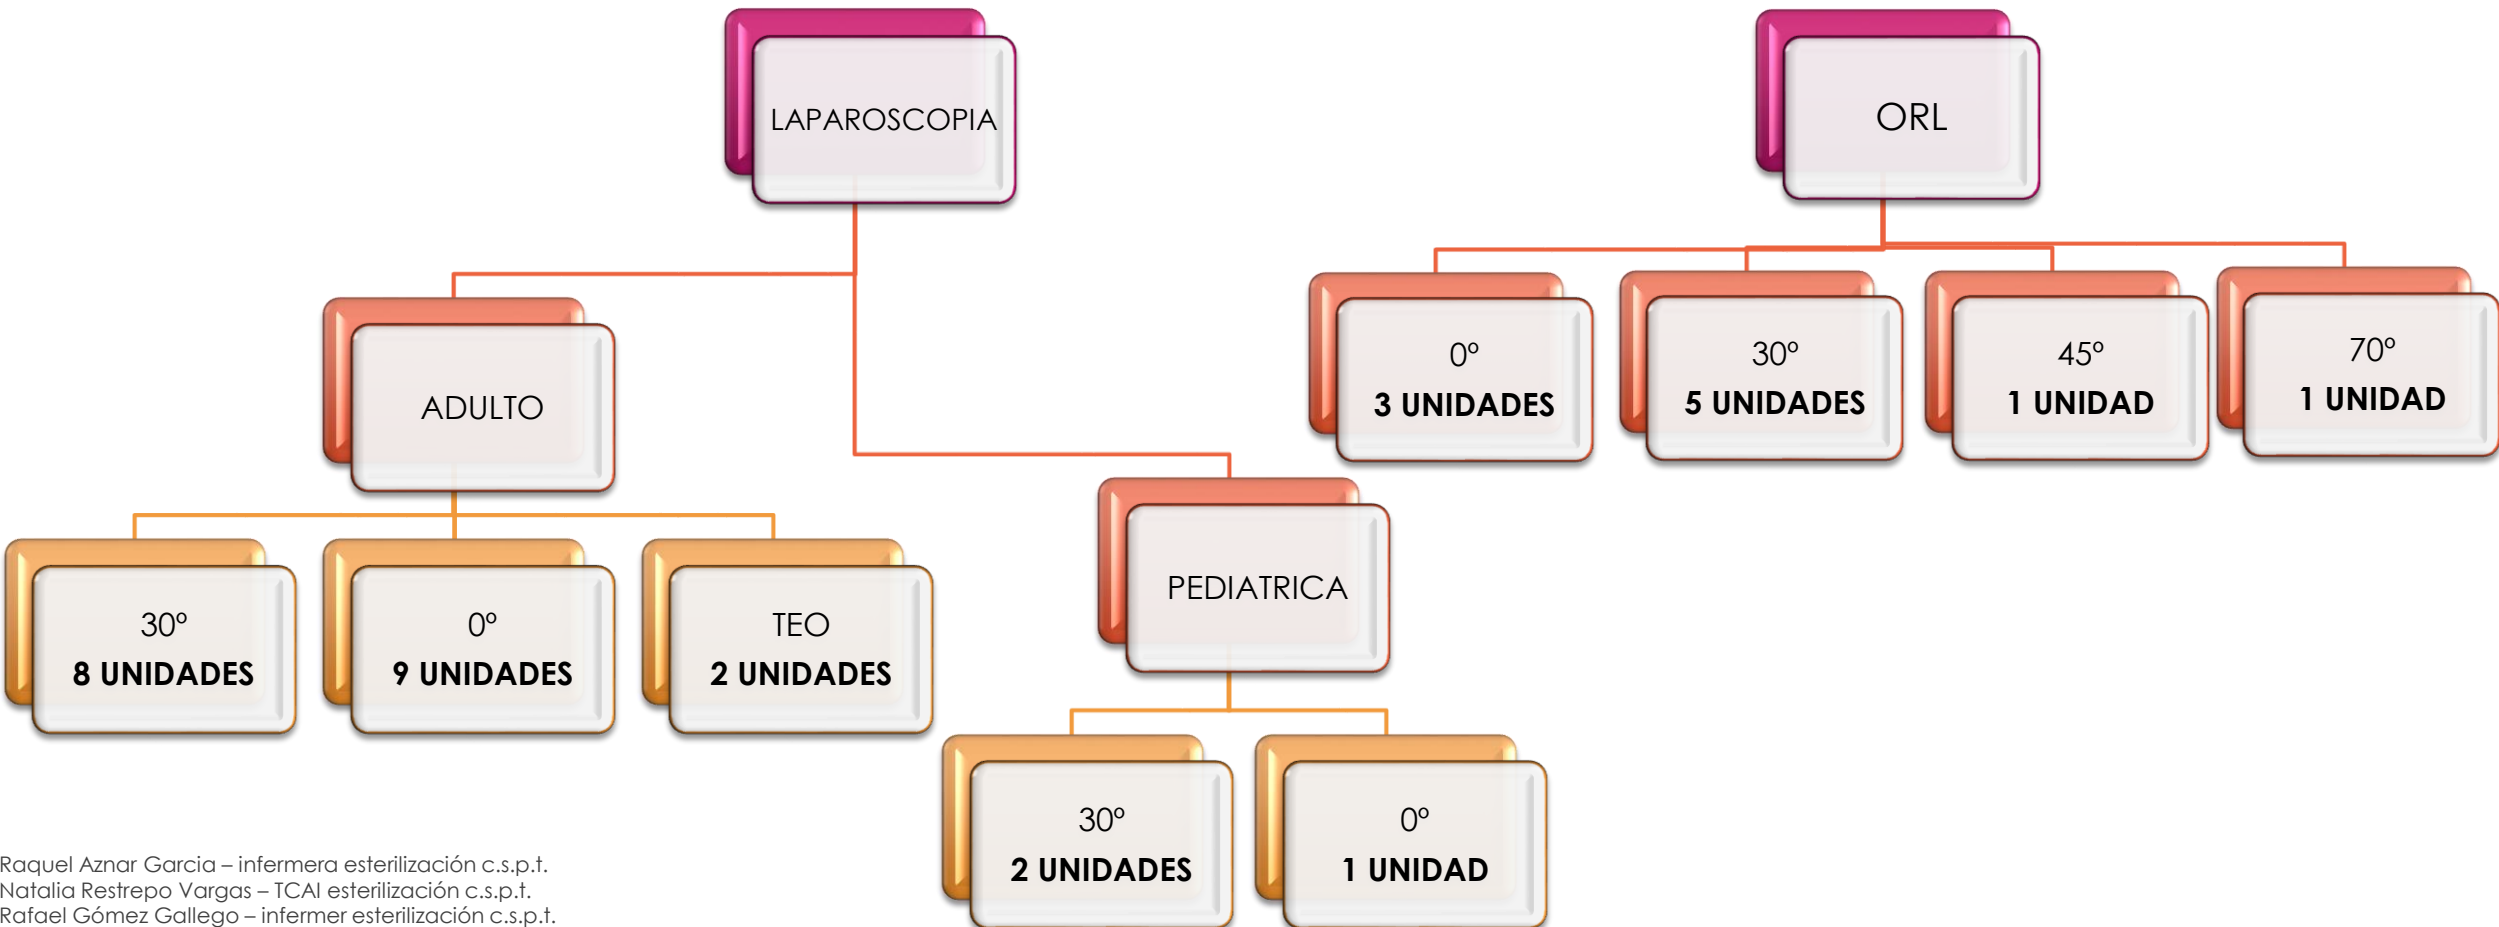 LAPAROSCOPIA
ADULTO
30º
8 UNIDADES
0º
9 UNIDADES
TEO
2 UNIDADES
PEDIATRICA
30º
2 UNIDADES
0º
1 UNIDAD
ORL
0º
3 UNIDADES
30º
5 UNIDADES
45º
1 UNIDAD
70º
1 UNIDAD
Raquel Aznar Garcia – infermera esterilización c.s.p.t.
Natalia Restrepo Vargas – TCAI esterilización c.s.p.t.
Rafael Gómez Gallego – infermer esterilización c.s.p.t.